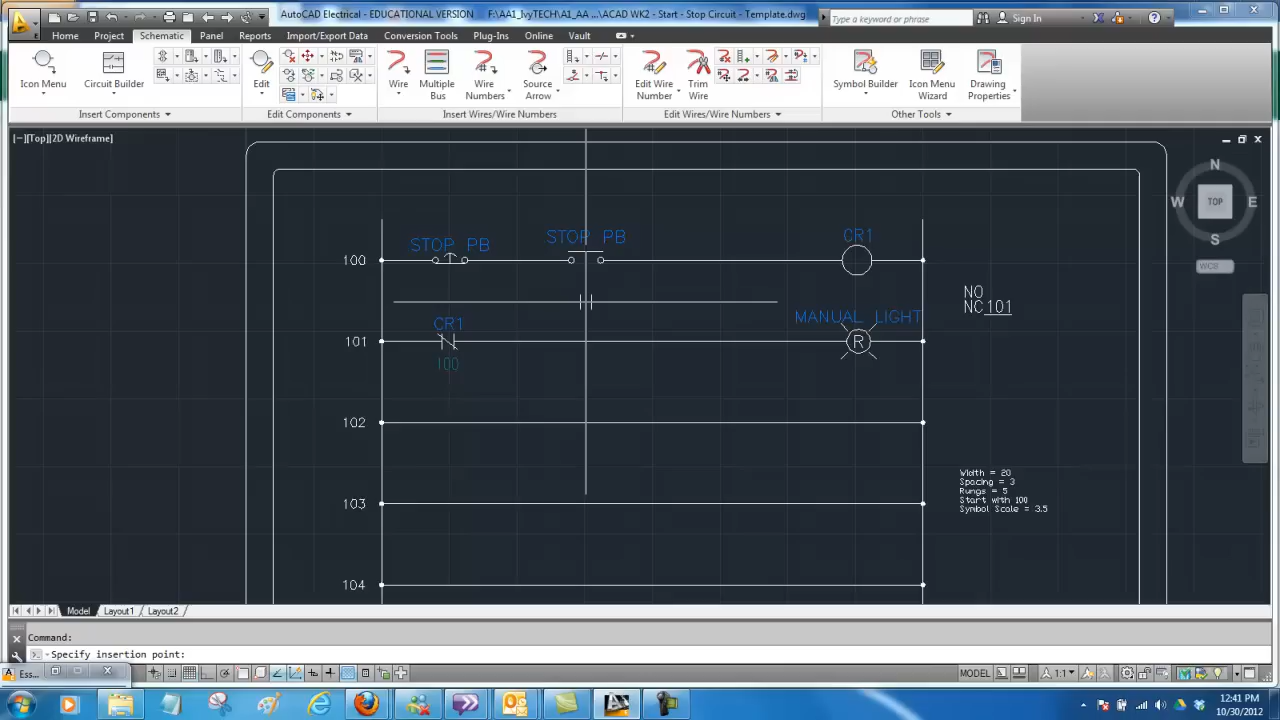 AutoCAD Electrical - EDUCATIONAL VERSION F:\AA1_IvyTECH\A1_AA ...\ACAD WK2 - Start - Stop Circuit - Template.dwg
Type a keyword or phrase
Sign In
Home Project Schematic Panel Reports Import/Export Data Conversion Tools Plug-Ins Online Vault
Icon Menu
Circuit Builder
Edit
Wire
Multiple Bus
Wire Numbers
Source Arrow
Edit Wire Number
Trim Wire
Symbol Builder
Icon Menu Wizard
Drawing Properties
Insert Components
Edit Components
Insert Wires/Wire Numbers
Edit Wires/Wire Numbers
Other Tools
[−][Top][2D Wireframe]
N
W
TOP
E
S
WCS
STOP PB
STOP PB
CR1
100
NO
NC 101
CR1
MANUAL LIGHT
101
R
100
102
Width = 20
Spacing = 3
Rungs = 5
Start with 100
Symbol Scale = 3.5
103
104
Model Layout1 Layout2
Command:
Specify insertion point:
Ess...
MODEL
1:1
12:41 PM
10/30/2012